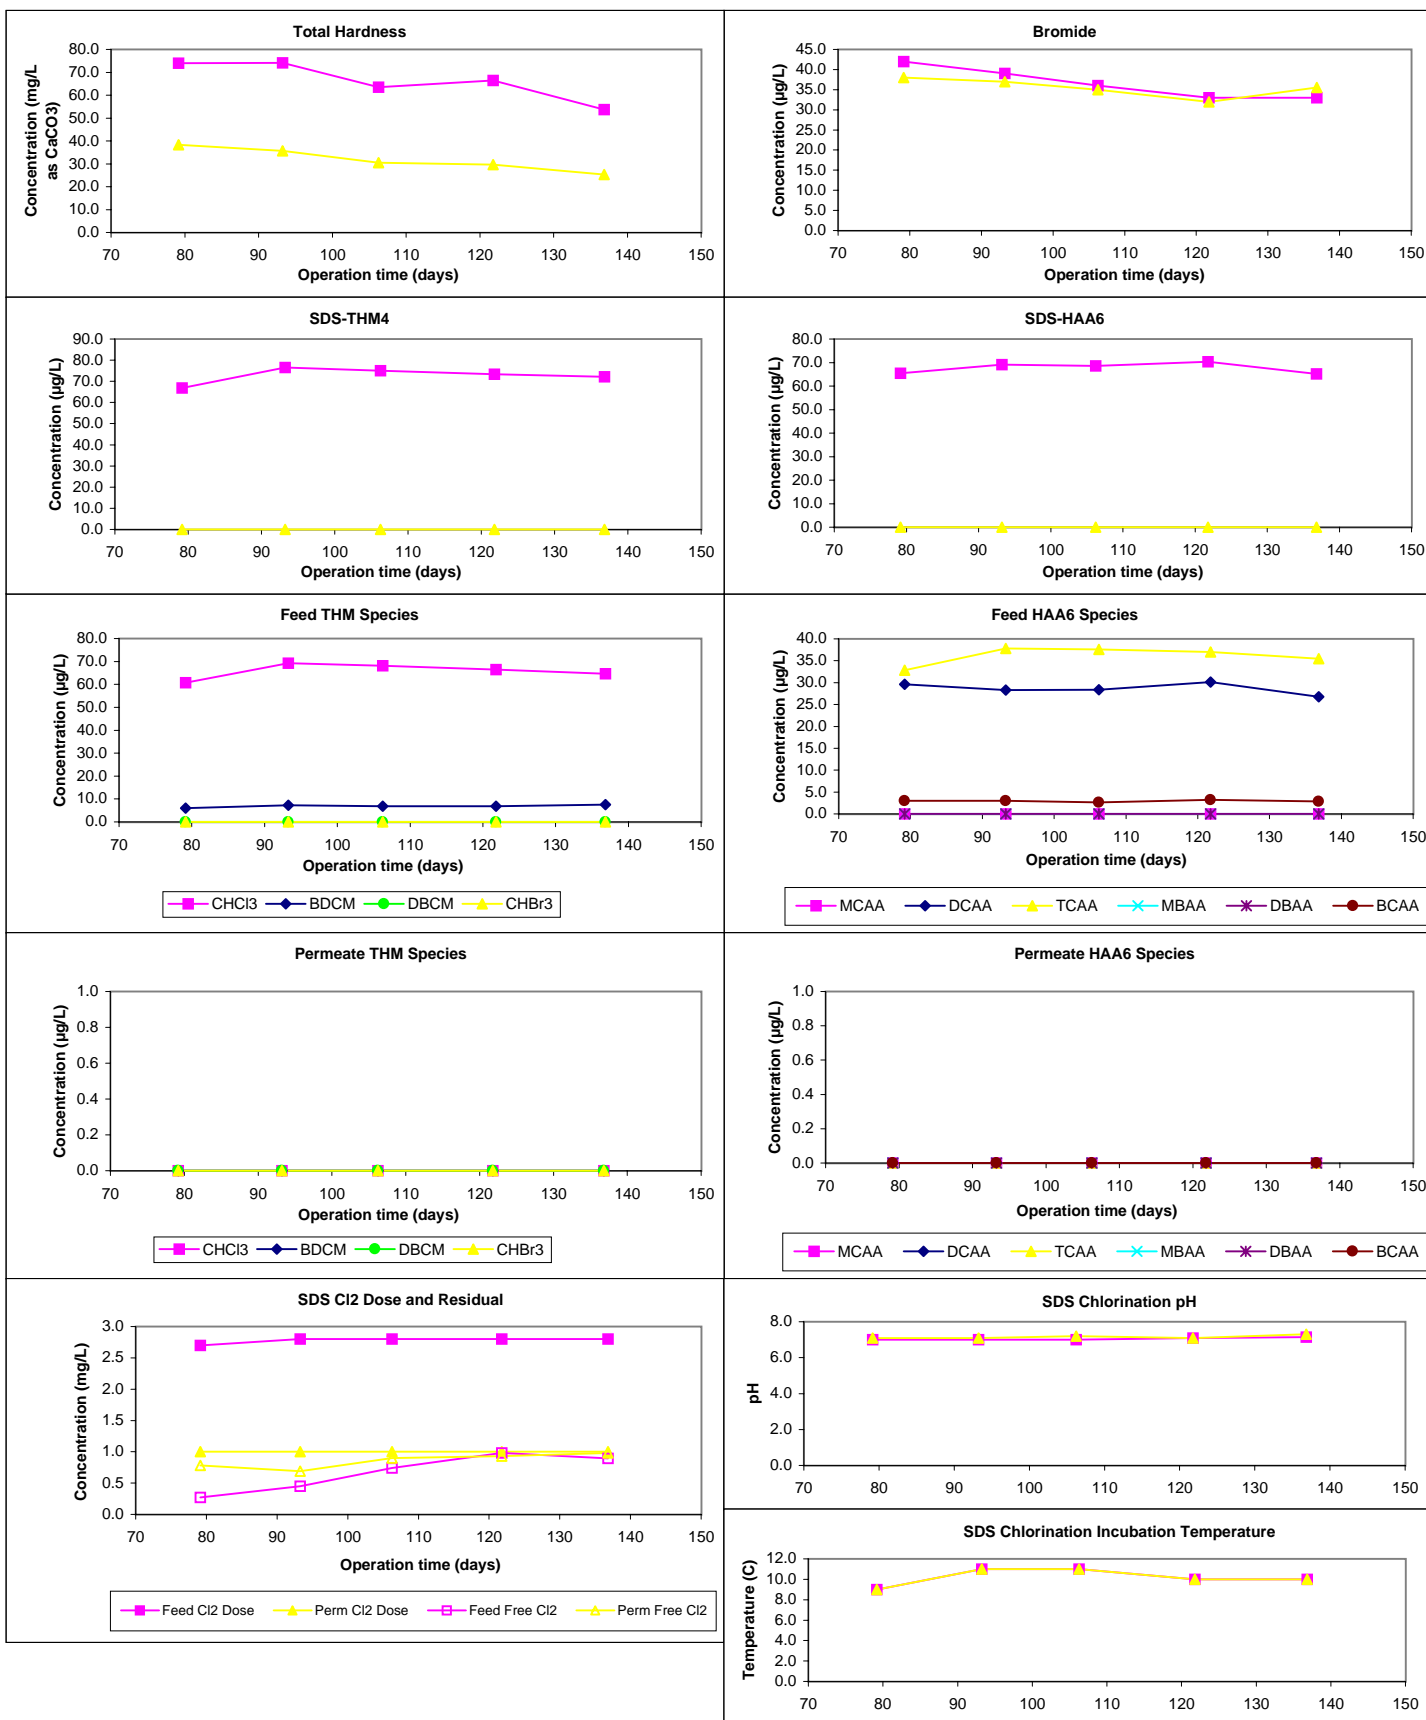 Total Hardness
80.0
70.0
60.0
50.0
40.0
30.0
20.0
10.0
0.0
Concentration (mg/L
as CaCO3)
70 80 90 100 110 120 130 140 150
Operation time (days)
Bromide
45.0
40.0
35.0
30.0
25.0
20.0
15.0
10.0
5.0
0.0
Concentration (µg/L)
70 80 90 100 110 120 130 140 150
Operation time (days)
SDS-THM4
90.0
80.0
70.0
60.0
50.0
40.0
30.0
20.0
10.0
0.0
Concentration (µg/L)
70 80 90 100 110 120 130 140 150
Operation time (days)
SDS-HAA6
80.0
70.0
60.0
50.0
40.0
30.0
20.0
10.0
0.0
Concentration (µg/L)
70 80 90 100 110 120 130 140 150
Operation time (days)
Feed THM Species
80.0
70.0
60.0
50.0
40.0
30.0
20.0
10.0
0.0
Concentration (µg/L)
70 80 90 100 110 120 130 140 150
Operation time (days)
CHCl3 BDCM DBCM CHBr3
Feed HAA6 Species
40.0
35.0
30.0
25.0
20.0
15.0
10.0
5.0
0.0
Concentration (µg/L)
70 80 90 100 110 120 130 140 150
Operation time (days)
MCAA DCAA TCAA MBAA DBAA BCAA
Permeate THM Species
1.0
0.8
0.6
0.4
0.2
0.0
Concentration (µg/L)
70 80 90 100 110 120 130 140 150
Operation time (days)
CHCl3 BDCM DBCM CHBr3
Permeate HAA6 Species
1.0
0.8
0.6
0.4
0.2
0.0
Concentration (µg/L)
70 80 90 100 110 120 130 140 150
Operation time (days)
MCAA DCAA TCAA MBAA DBAA BCAA
SDS Cl2 Dose and Residual
3.0
2.5
2.0
1.5
1.0
0.5
0.0
Concentration (mg/L)
70 80 90 100 110 120 130 140 150
Operation time (days)
Feed Cl2 Dose Perm Cl2 Dose Feed Free Cl2 Perm Free Cl2
SDS Chlorination pH
8.0
6.0
4.0
2.0
0.0
pH
70 80 90 100 110 120 130 140 150
SDS Chlorination Incubation Temperature
12.0
10.0
8.0
6.0
4.0
2.0
0.0
Temperature (C)
70 80 90 100 110 120 130 140 150